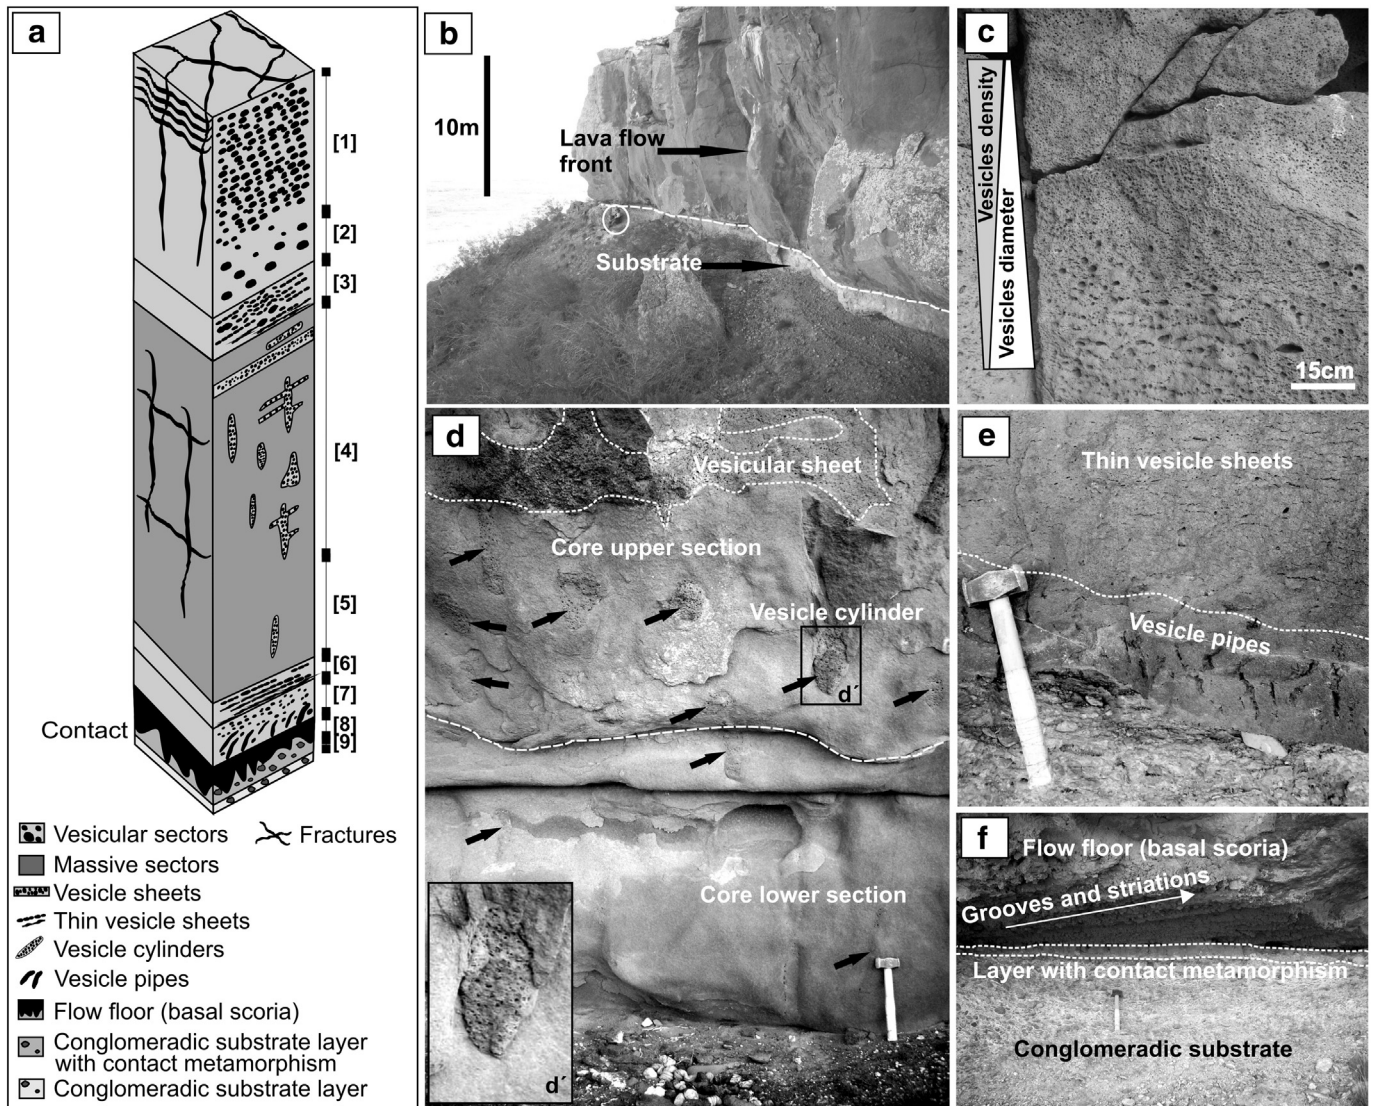 a
[1]
[2]
[3]
[4]
[5]
[6]
[7]
[8]
[9]
Contact
Vesicular sectors
Fractures
Massive sectors
Vesicle sheets
Thin vesicle sheets
Vesicle cylinders
Vesicle pipes
Flow floor (basal scoria)
Conglomeradic substrate layer
with contact metamorphism
Conglomeradic substrate layer
b
10m
Lava flow
front
Substrate
c
Vesicles density
Vesicles diameter
15cm
d
Vesicular sheet
Core upper section
Vesicle cylinder
d´
Core lower section
d´
e
Thin vesicle sheets
Vesicle pipes
f
Flow floor (basal scoria)
Grooves and striations
Layer with contact metamorphism
Conglomeradic substrate